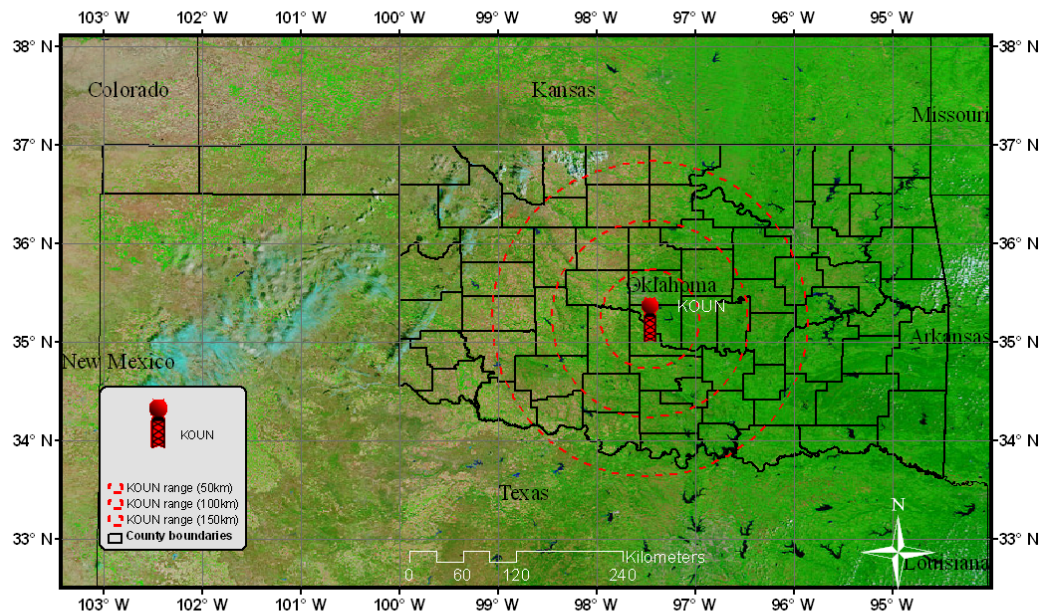 103° W 102° W 101° W 100° W 99° W 98° W 97° W 96° W 95° W
38° N 38° N
Colorado Kansas
Missouri
37° N 37° N
36° N 36° N
Oklahoma
KOUN
35° N Arkansas 35° N
New Mexico
KOUN
34° N 34° N
KOUN range (50km)
Texas
KOUN range (100km)
N
KOUN range (150km)
County boundaries
33° N 33° N
Kilometers
Louisiana
0 60 120 240
103° W 102° W 101° W 100° W 99° W 98° W 97° W 96° W 95° W